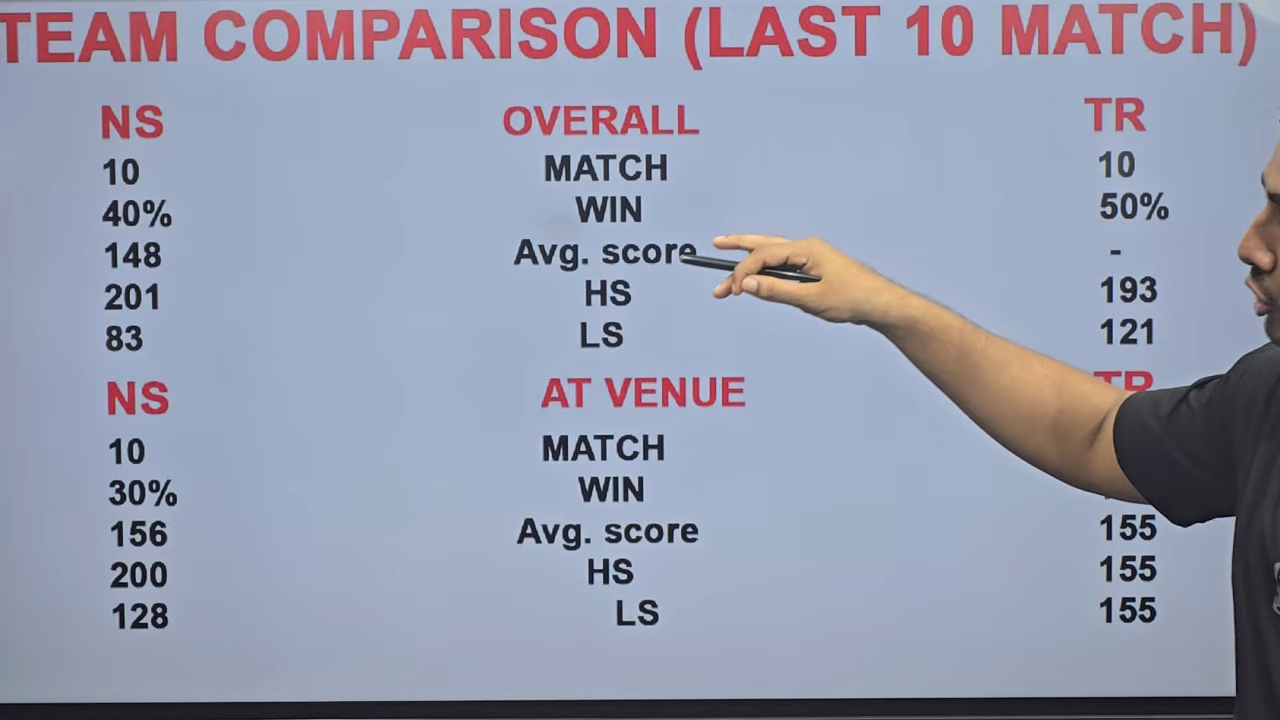 TEAM COMPARISON (LAST 10 MATCH)
NS OVERALL TR
10 MATCH 10
40% WIN 50%
148 Avg. score -
201 HS 193
83 LS 121
NS AT VENUE TR
10 MATCH
30% WIN
156 Avg. score 155
200 HS 155
128 LS 155